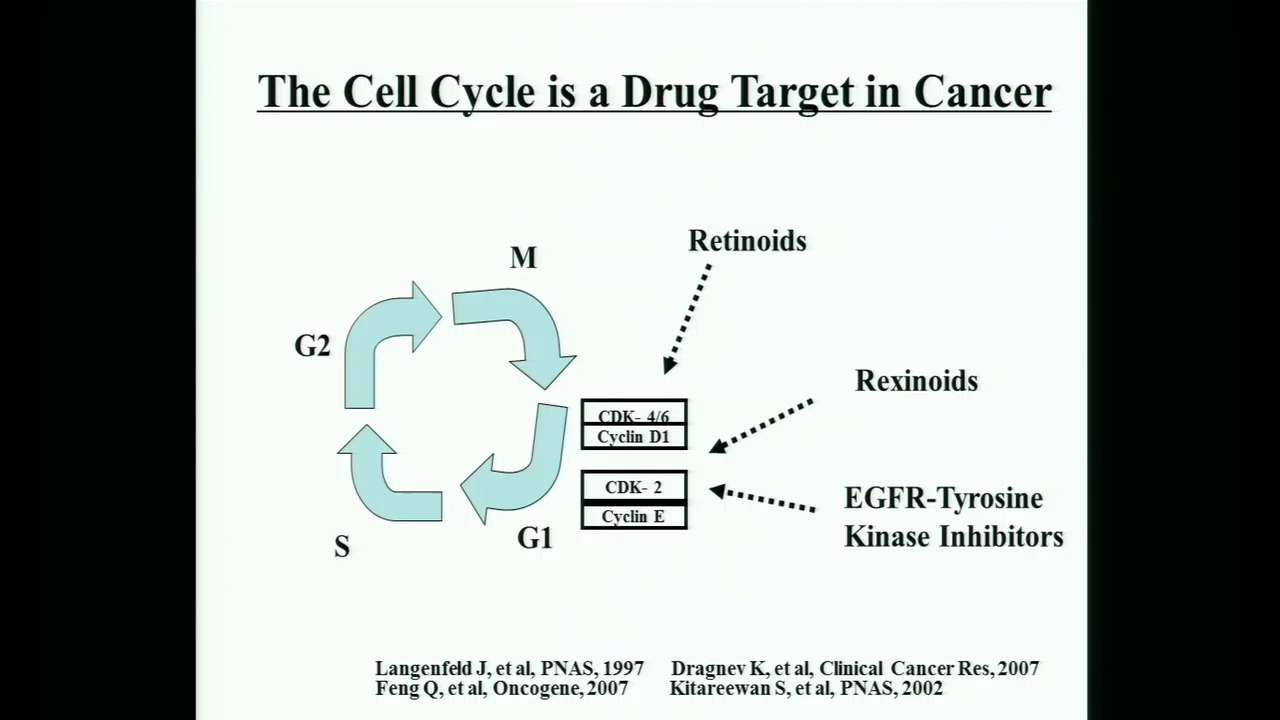 The Cell Cycle is a Drug Target in Cancer
M
Retinoids
G2
Rexinoids
CDK- 4/6
Cyclin D1
CDK- 2
Cyclin E
EGFR-Tyrosine
Kinase Inhibitors
G1
S
Langenfeld J, et al, PNAS, 1997 Dragnev K, et al, Clinical Cancer Res, 2007
Feng Q, et al, Oncogene, 2007 Kitareewan S, et al, PNAS, 2002